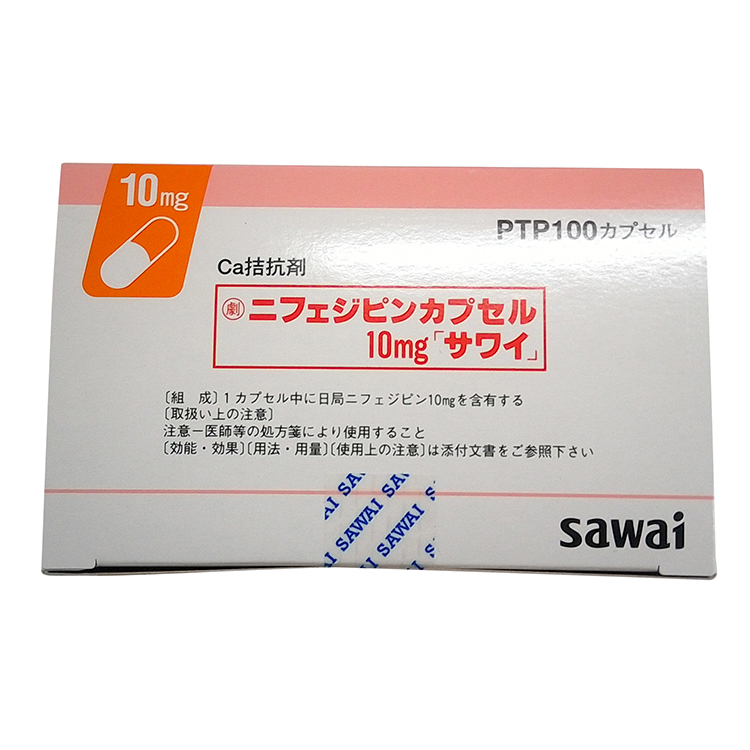 10mg
PTP100カプセル
Ca拮抗剤
劇 ニフェジピンカプセル
10mg「サワイ」
〔組　成〕1カプセル中に日局ニフェジピン10mgを含有する
〔取扱い上の注意〕
注意－医師等の処方箋により使用すること
〔効能・効果〕〔用法・用量〕〔使用上の注意〕は添付文書をご参照下さい
SAWAI SAWAI SAWAI
sawai